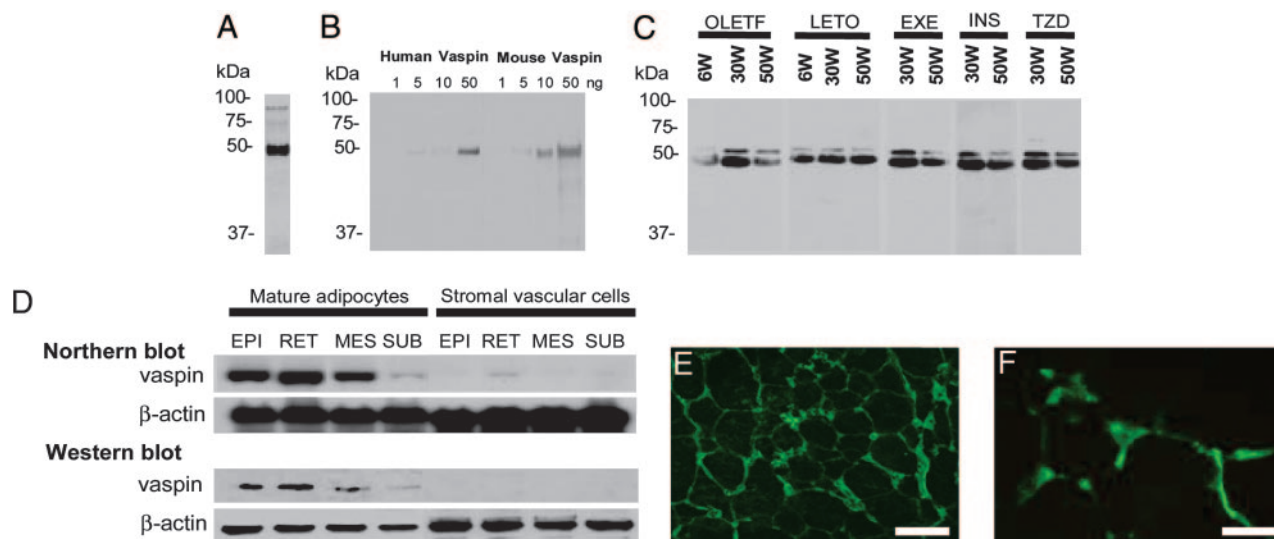 A
kDa
100-
75-
50-
37-
B
Human Vaspin Mouse Vaspin
kDa 1 5 10 50 1 5 10 50 ng
100-
75-
50-
37-
C
OLETF LETO EXE INS TZD
kDa 6W 30W 50W 6W 30W 50W 30W 50W 30W 50W 30W 50W
100-
75-
50-
37-
D
Mature adipocytes Stromal vascular cells
EPI RET MES SUB EPI RET MES SUB
Northern blot
vaspin
β-actin
Western blot
vaspin
β-actin
E
F